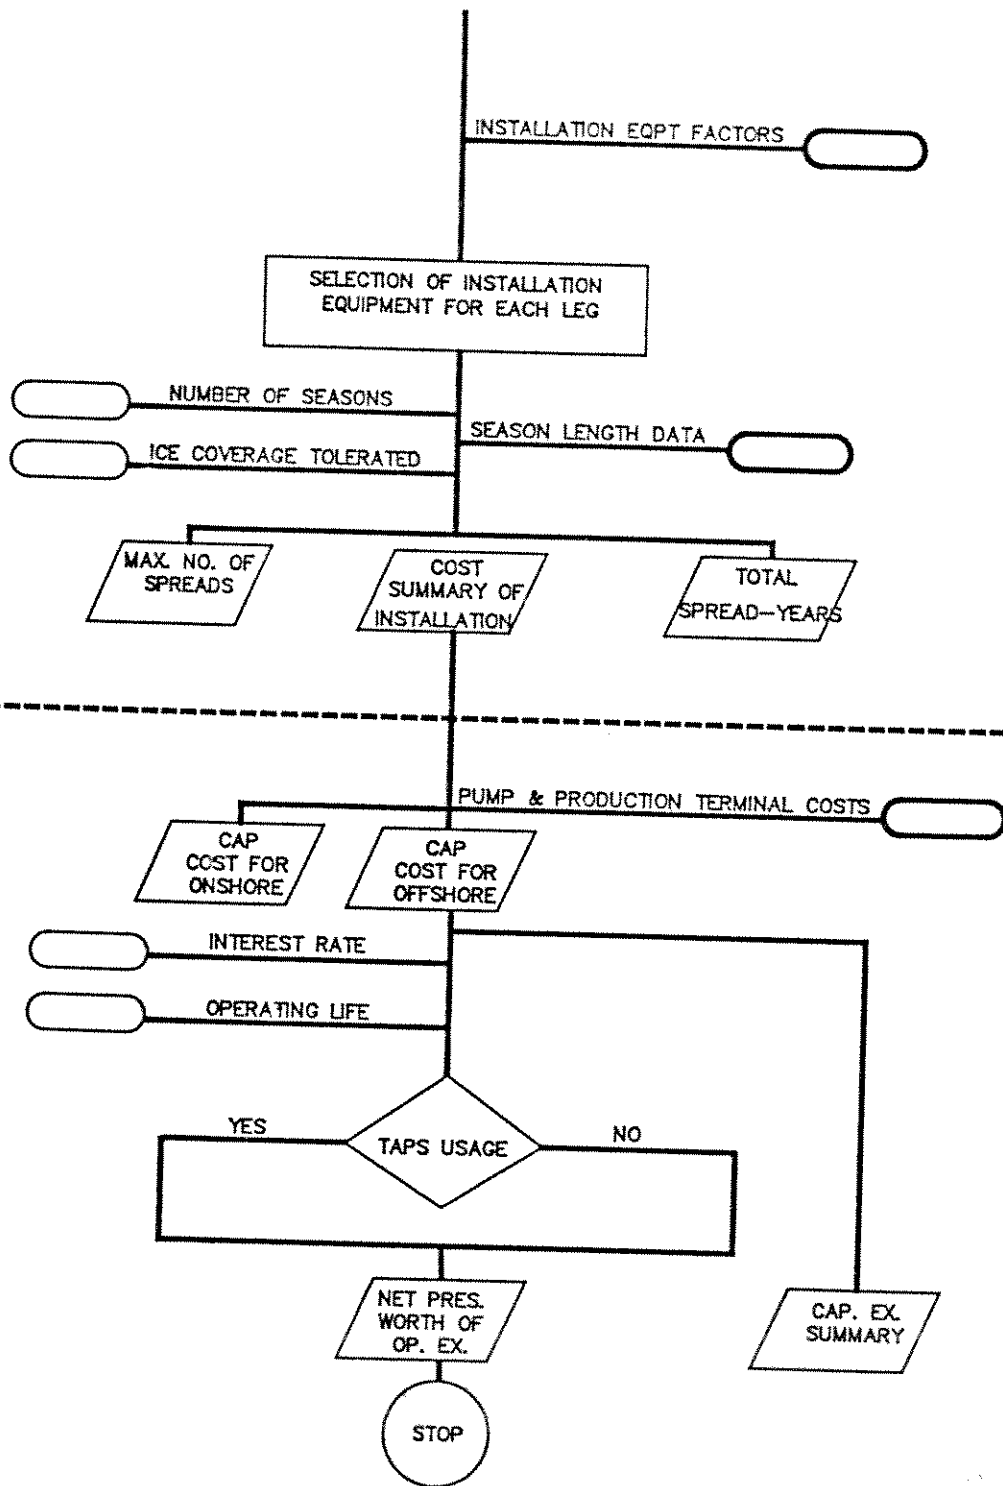 INSTALLATION EQPT FACTORS
SELECTION OF INSTALLATION
EQUIPMENT FOR EACH LEG
NUMBER OF SEASONS
SEASON LENGTH DATA
ICE COVERAGE TOLERATED
MAX. NO. OF
SPREADS
COST
SUMMARY OF
INSTALLATION
TOTAL
SPREAD-YEARS
PUMP & PRODUCTION TERMINAL COSTS
CAP
COST FOR
ONSHORE
CAP
COST FOR
OFFSHORE
INTEREST RATE
OPERATING LIFE
YES
TAPS USAGE
NO
NET PRES.
WORTH OF
OP. EX.
CAP. EX.
SUMMARY
STOP